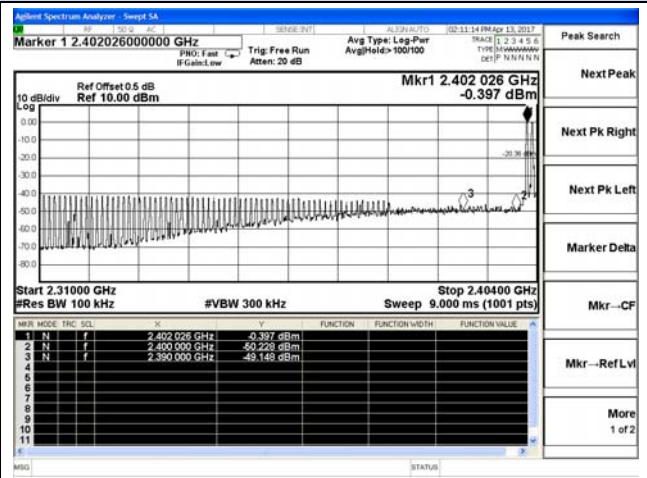 Agilent Spectrum Analyzer - Swept SA
RF 50 Ω AC SENSE:INT ALIGN AUTO 02:11:14 PM Apr 13, 2017
Marker 1 2.402026000000 GHz
PNO: Fast
IFGain:Low
Trig: Free Run
Atten: 20 dB
Avg Type: Log-Pwr
Avg|Hold:> 100/100
TRACE 1 2 3 4 5 6
TYPE
DET P N N N N N
Ref Offset 0.5 dB
10 dB/div Ref 10.00 dBm
Log
Mkr1 2.402 026 GHz
-0.397 dBm
0.00
-10.0
-20.0
-30.0
-40.0
-50.0
-60.0
-70.0
-80.0
1
2
3
Start 2.31000 GHz
Stop 2.40400 GHz
#Res BW 100 kHz #VBW 300 kHz Sweep 9.000 ms (1001 pts)
MKR MODE TRC SCL X Y FUNCTION FUNCTION WIDTH FUNCTION VALUE
1 N f 2.402 026 GHz -0.397 dBm
2 N f 2.400 000 GHz -50.228 dBm
3 N f 2.390 000 GHz -49.148 dBm
4
5
6
7
8
9
10
11
MSG STATUS
Peak Search
Next Peak
Next Pk Right
Next Pk Left
Marker Delta
Mkr→CF
Mkr→Ref Lvl
More
1 of 2